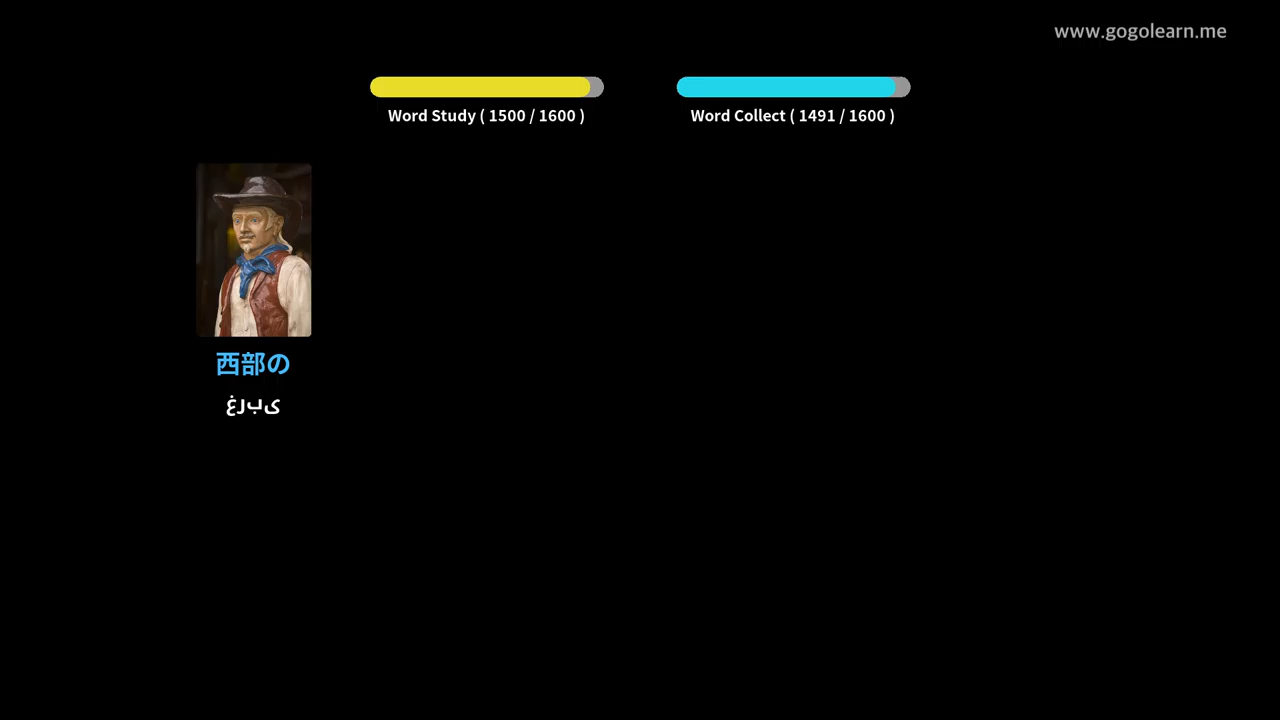 www.gogolearn.me
Word Study ( 1500 / 1600 )
Word Collect ( 1491 / 1600 )
西部の
غربی